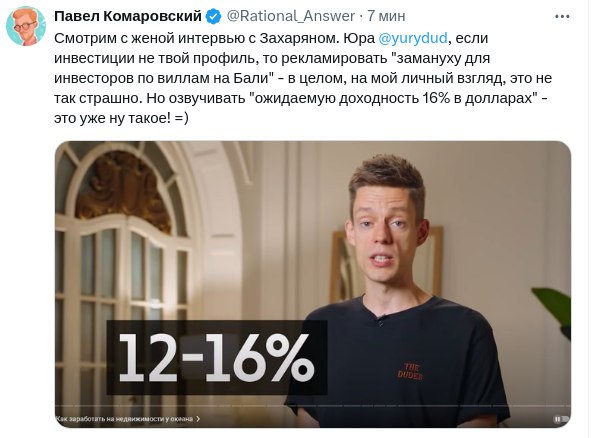 Павел Комаровский @Rational_Answer · 7 мин
Смотрим с женой интервью с Захаряном. Юра @yurydud, если
инвестиции не твой профиль, то рекламировать "замануху для
инвесторов по виллам на Бали" - в целом, на мой личный взгляд, это не
так страшно. Но озвучивать "ожидаемую доходность 16% в долларах" -
это уже ну такое! =)
THE
DUDES
12-16%
Как заработать на недвижимости у океана